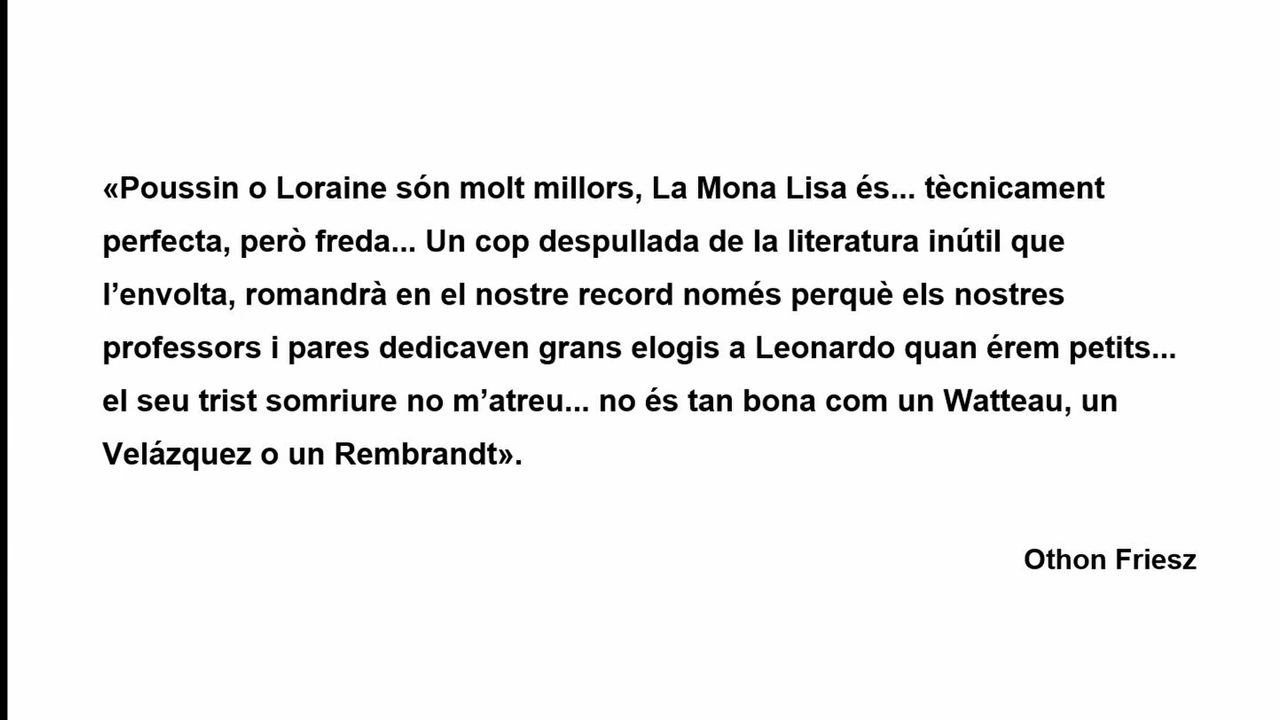 «Poussin o Loraine són molt millors, La Mona Lisa és... tècnicament
perfecta, però freda... Un cop despullada de la literatura inútil que
l’envolta, romandrà en el nostre record només perquè els nostres
professors i pares dedicaven grans elogis a Leonardo quan érem petits...
el seu trist somriure no m’atreu... no és tan bona com un Watteau, un
Velázquez o un Rembrandt».
Othon Friesz